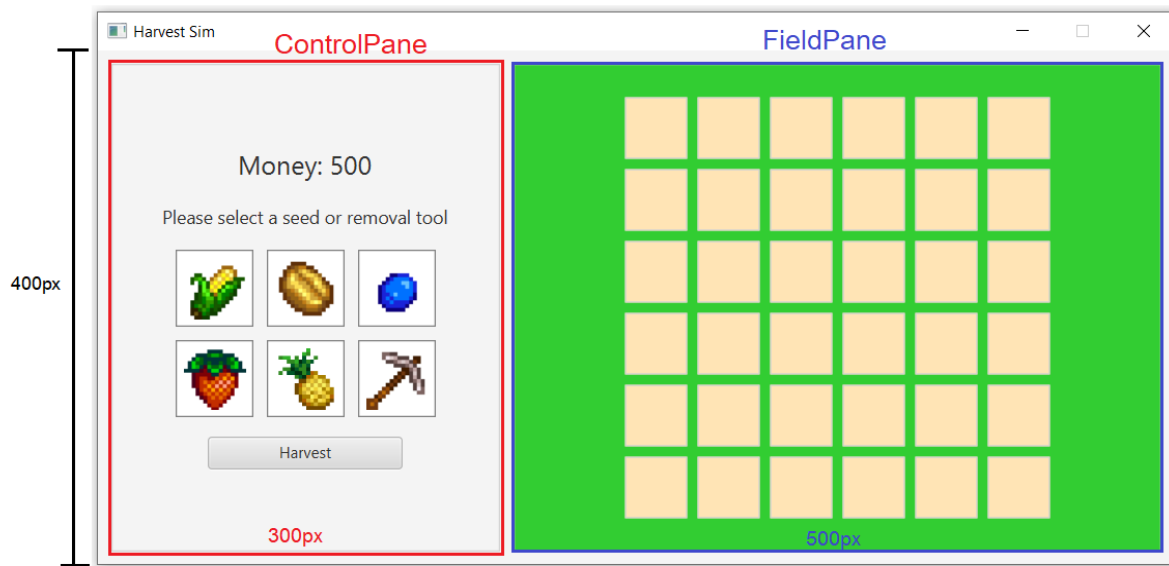 Harvest Sim
ControlPane
FieldPane
Money: 500
Please select a seed or removal tool
400px
Harvest
300px
500px